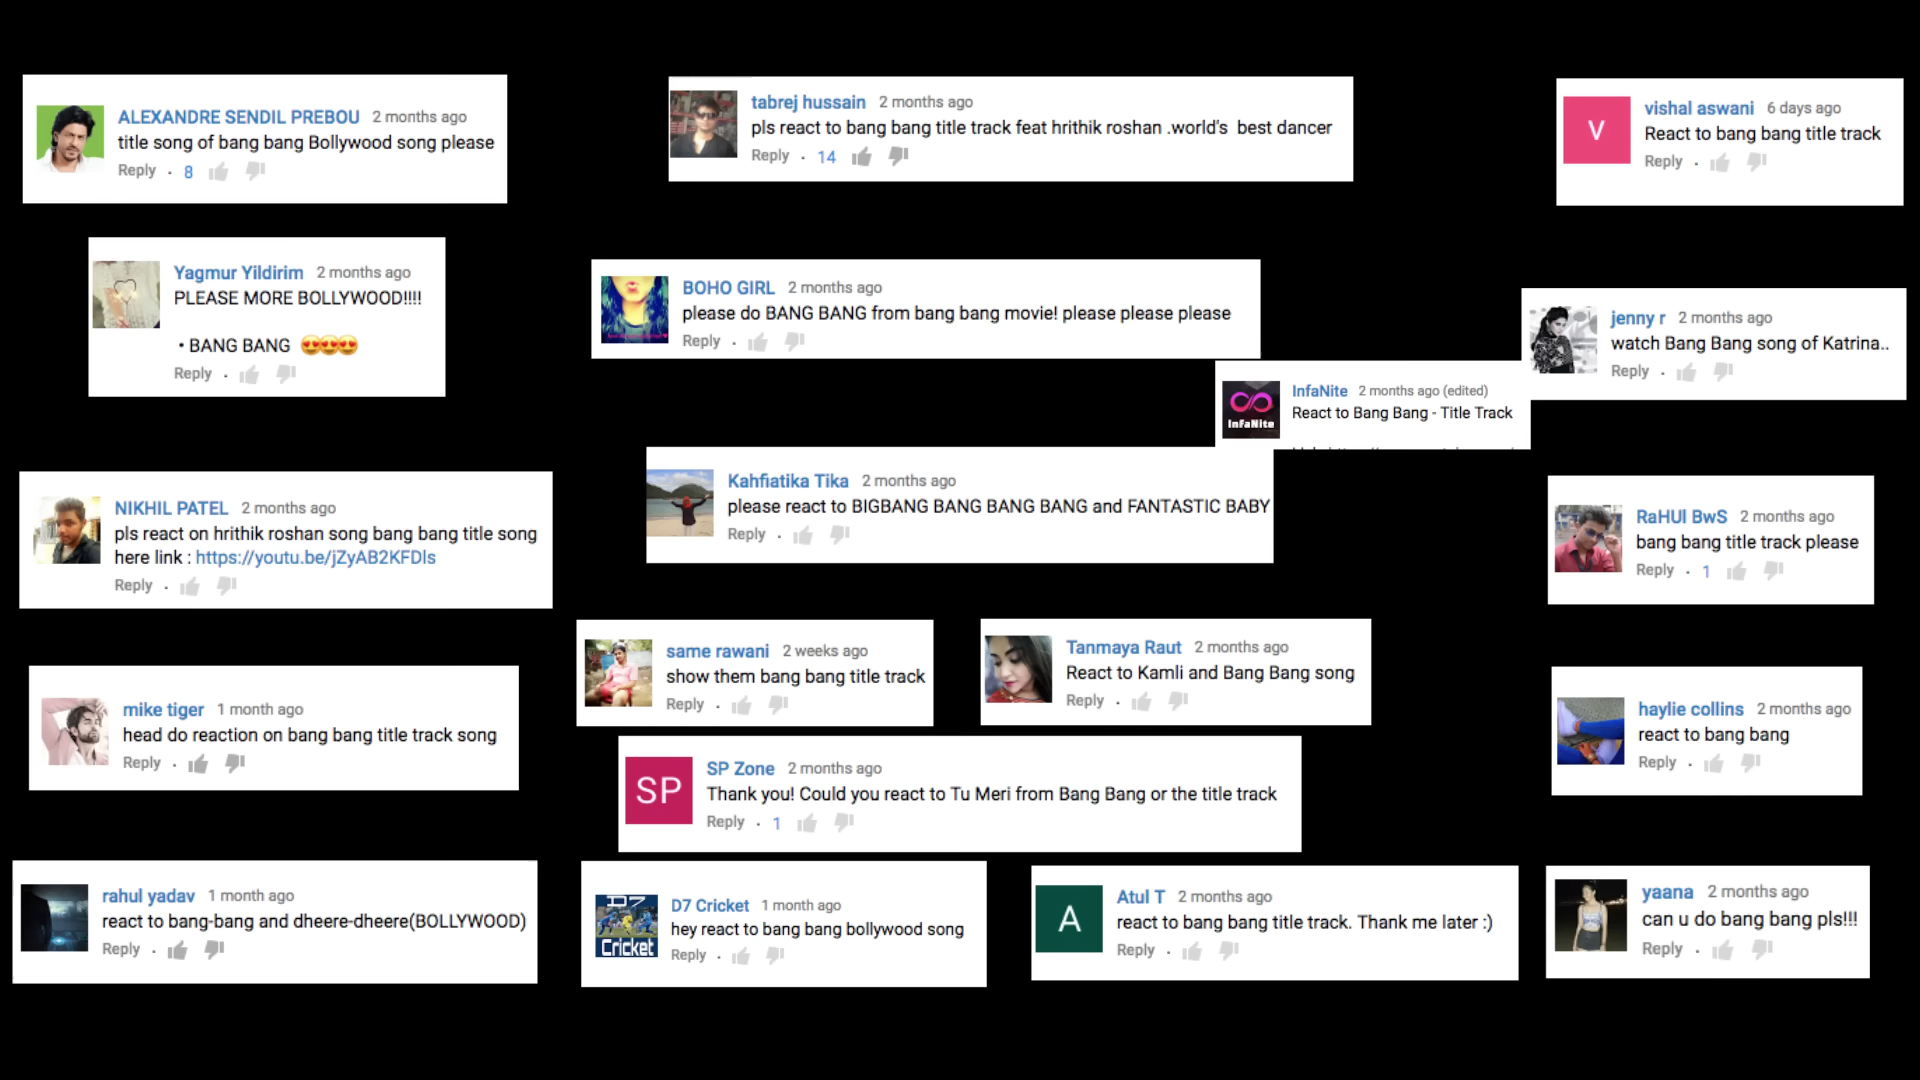 ALEXANDRE SENDIL PREBOU 2 months ago
title song of bang bang Bollywood song please
Reply · 8
tabrej hussain 2 months ago
pls react to bang bang title track feat hrithik roshan .world's best dancer
Reply · 14
V
vishal aswani 6 days ago
React to bang bang title track
Reply ·
Yagmur Yildirim 2 months ago
PLEASE MORE BOLLYWOOD!!!!
• BANG BANG 😍😍😍
Reply ·
BOHO GIRL 2 months ago
please do BANG BANG from bang bang movie! please please please
Reply ·
jenny r 2 months ago
watch Bang Bang song of Katrina..
Reply ·
InfaNite
InfaNite 2 months ago (edited)
React to Bang Bang - Title Track
NIKHIL PATEL 2 months ago
pls react on hrithik roshan song bang bang title song
here link : https://youtu.be/jZyAB2KFDls
Reply ·
Kahfiatika Tika 2 months ago
please react to BIGBANG BANG BANG BANG and FANTASTIC BABY
Reply ·
RaHUl BwS 2 months ago
bang bang title track please
Reply · 1
mike tiger 1 month ago
head do reaction on bang bang title track song
Reply ·
same rawani 2 weeks ago
show them bang bang title track
Reply ·
Tanmaya Raut 2 months ago
React to Kamli and Bang Bang song
Reply ·
haylie collins 2 months ago
react to bang bang
Reply ·
SP
SP Zone 2 months ago
Thank you! Could you react to Tu Meri from Bang Bang or the title track
Reply · 1
rahul yadav 1 month ago
react to bang-bang and dheere-dheere(BOLLYWOOD)
Reply ·
D7
Cricket
D7 Cricket 1 month ago
hey react to bang bang bollywood song
Reply ·
A
Atul T 2 months ago
react to bang bang title track. Thank me later :)
Reply ·
yaana 2 months ago
can u do bang bang pls!!!
Reply ·